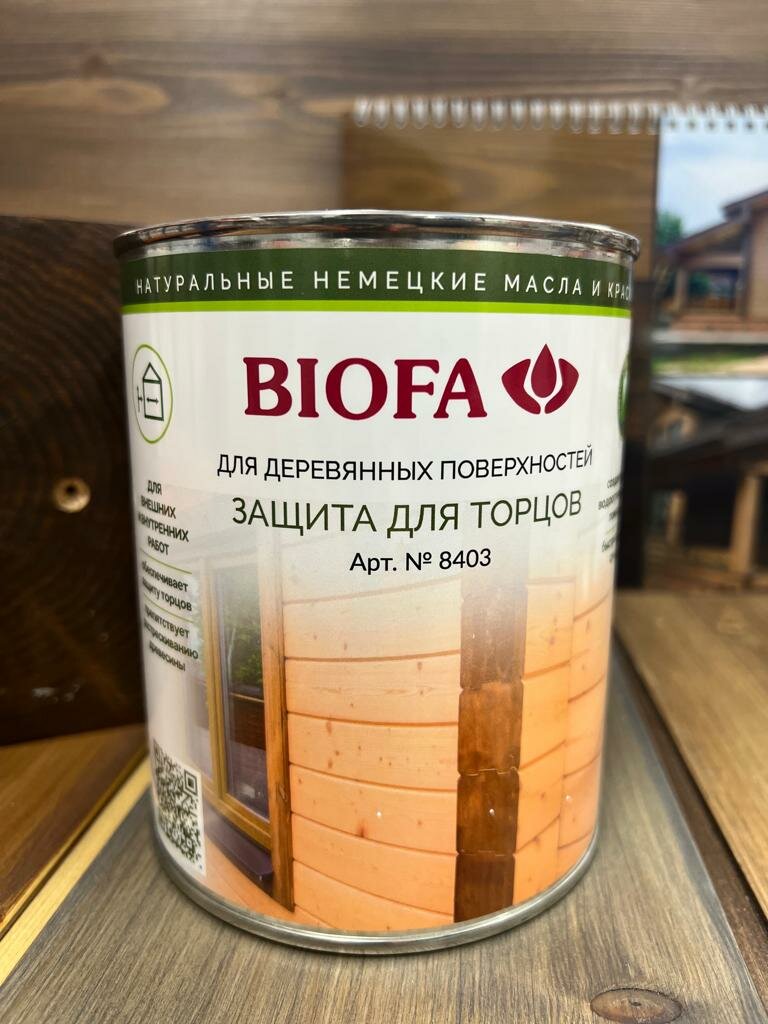 НАТУРАЛЬНЫЕ НЕМЕЦКИЕ МАСЛА И
BIOFA
ДЛЯ ДЕРЕВЯННЫХ ПОВЕРХНОСТЕЙ
ЗАЩИТА ДЛЯ ТОРЦОВ
Арт. № 8403
ДЛЯ
ВНЕШНИХ
И ВНУТРЕННИХ
РАБОТ
обеспечивает
защиту торцов
препятствует
растрескиванию
древесины